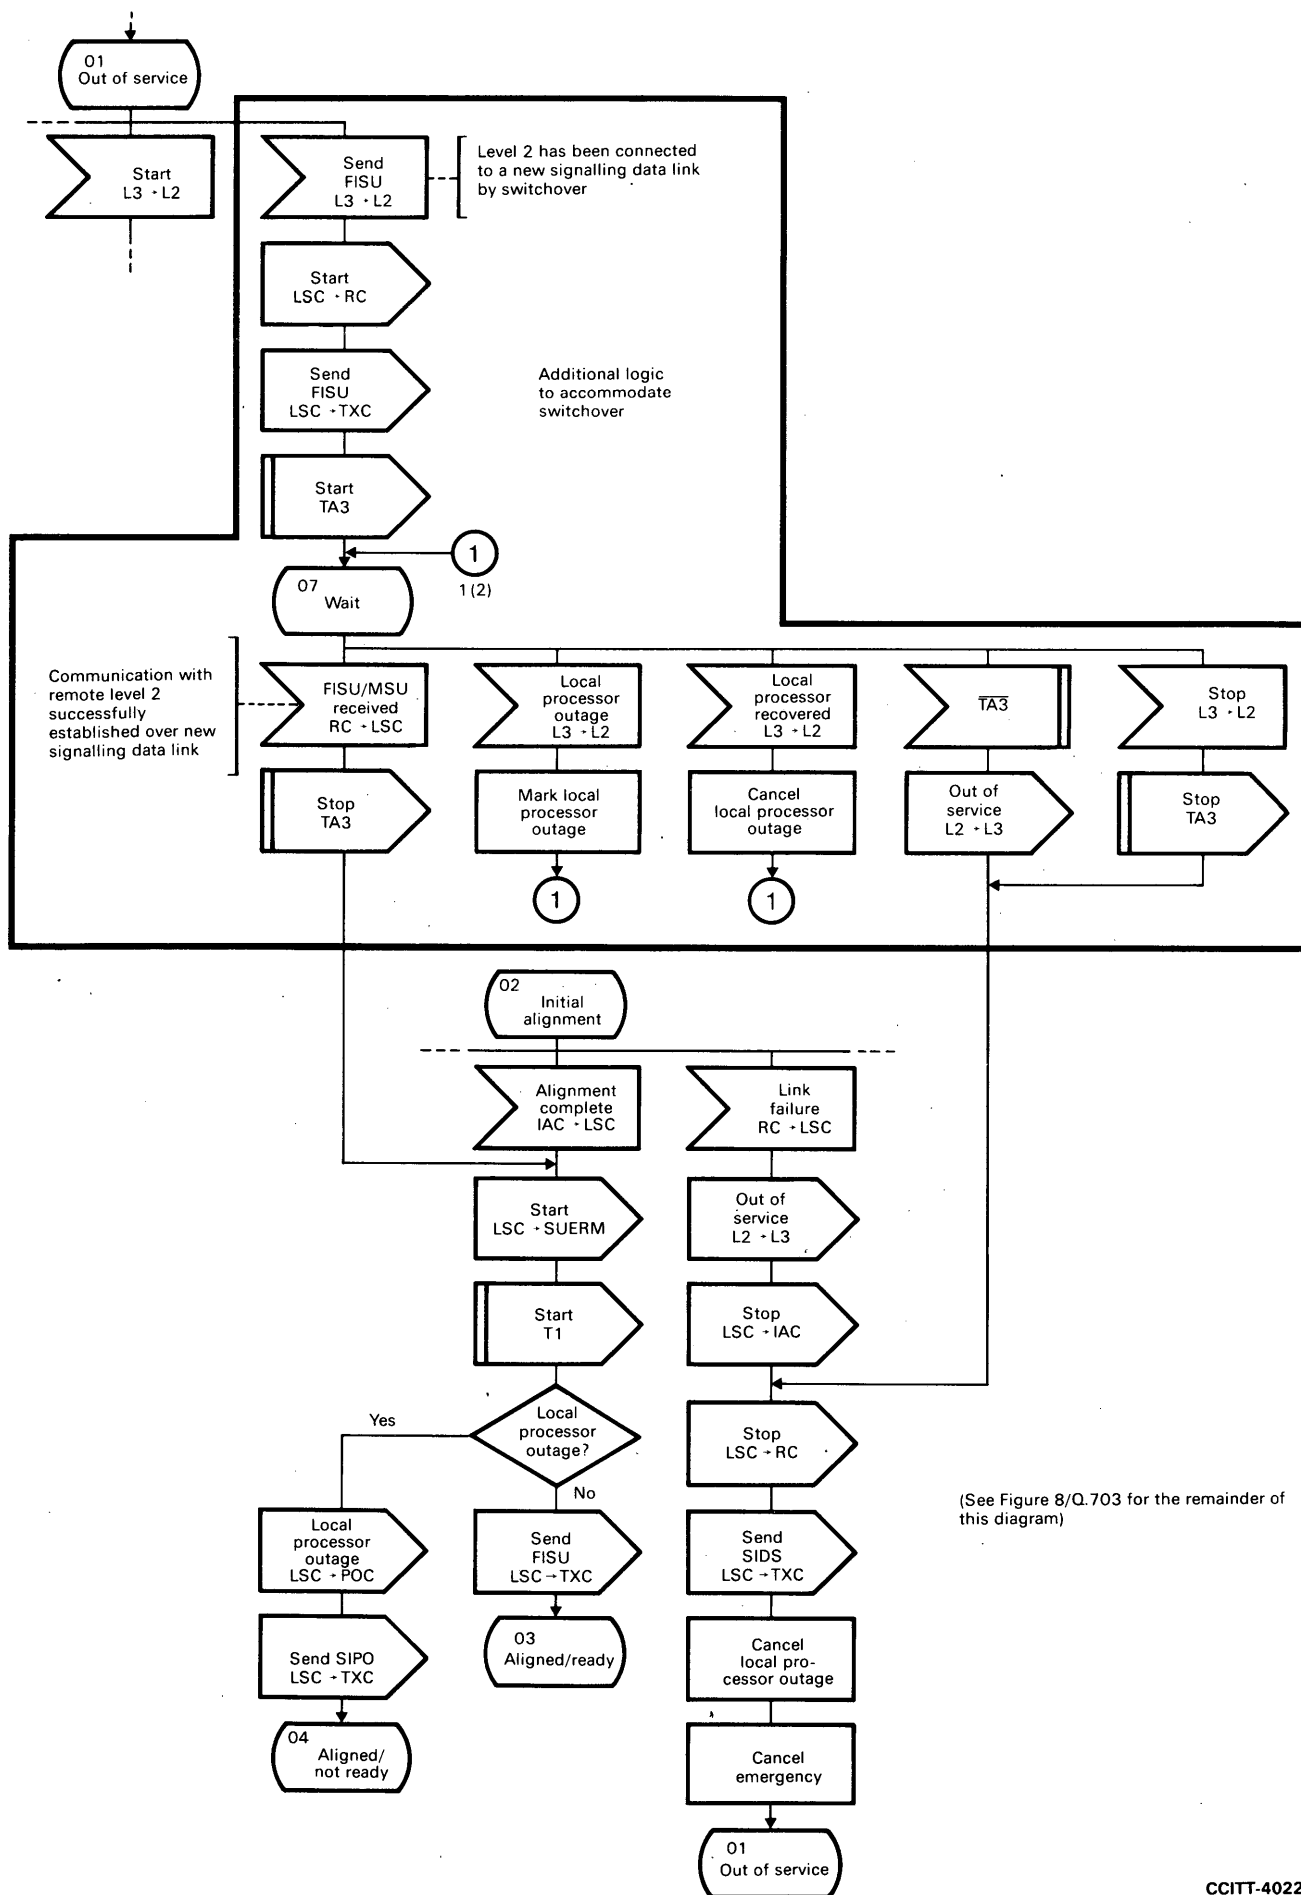 01
Out of service
Start
L3 → L2
Send
FISU
L3 → L2
Level 2 has been connected
to a new signalling data link
by switchover
Start
LSC → RC
Send
FISU
LSC → TXC
Additional logic
to accommodate
switchover
Start
TA3
1
1 (2)
07
Wait
Communication with
remote level 2
successfully
established over new
signalling data link
FISU/MSU
received
RC → LSC
Local
processor
outage
L3 → L2
Local
processor
recovered
L3 → L2
T̅A̅3̅
Stop
L3 → L2
Stop
TA3
Mark local
processor
outage
Cancel
local processor
outage
Out of
service
L2 → L3
Stop
TA3
1
1
02
Initial
alignment
Alignment
complete
IAC → LSC
Link
failure
RC → LSC
Start
LSC → SUERM
Out of
service
L2 → L3
Start
T1
Stop
LSC → IAC
Yes
Local
processor
outage?
No
Stop
LSC → RC
(See Figure 8/Q.703 for the remainder of
this diagram)
Local
processor
outage
LSC → POC
Send
FISU
LSC → TXC
Send
SIDS
LSC → TXC
Send SIPO
LSC → TXC
03
Aligned/ready
Cancel
local pro-
cessor outage
04
Aligned/
not ready
Cancel
emergency
01
Out of service
CCITT-4022